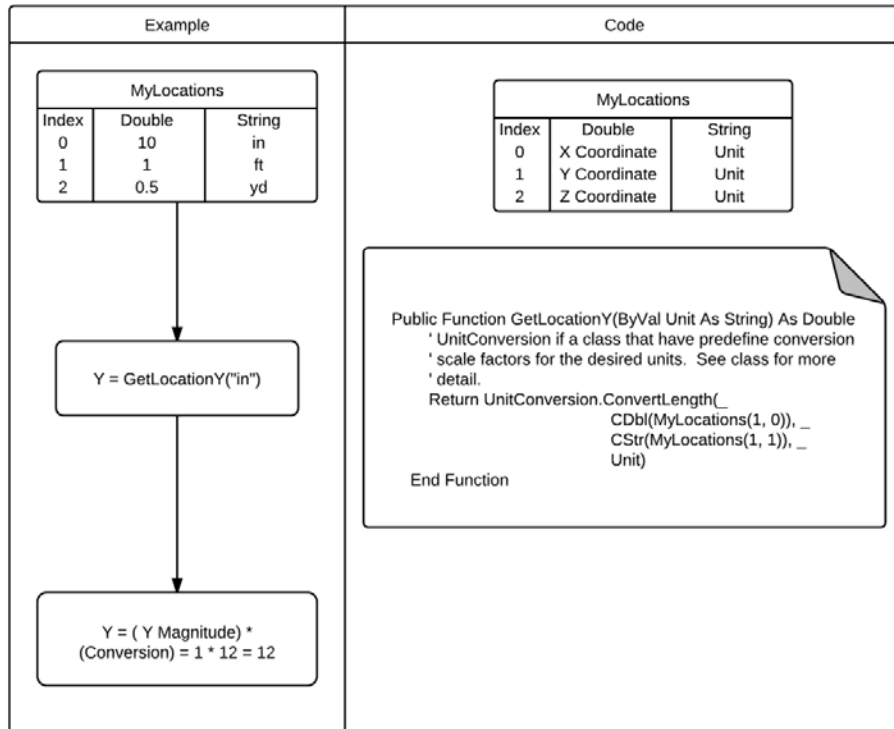 Example
MyLocations
Index Double String
0 10 in
1 1 ft
2 0.5 yd
Y = GetLocationY("in")
Y = ( Y Magnitude) *
(Conversion) = 1 * 12 = 12
Code
MyLocations
Index Double String
0 X Coordinate Unit
1 Y Coordinate Unit
2 Z Coordinate Unit
Public Function GetLocationY(ByVal Unit As String) As Double
' UnitConversion if a class that have predefine conversion
' scale factors for the desired units. See class for more
' detail.
Return UnitConversion.ConvertLength(_
CDbl(MyLocations(1, 0)), _
CStr(MyLocations(1, 1)), _
Unit)
End Function